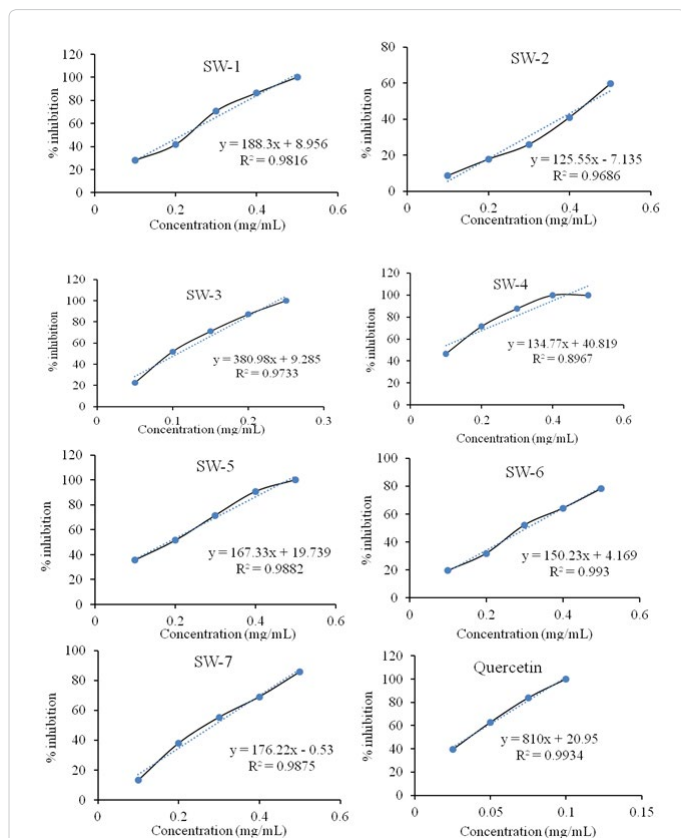 SW-1
120
100
80
60
40
20
0
% inhibition
y = 188.3x + 8.956
R² = 0.9816
0 0.2 0.4 0.6
Concentration (mg/mL)
SW-2
80
60
40
20
0
% inhibition
y = 125.55x - 7.135
R² = 0.9686
0 0.2 0.4 0.6
Concentration (mg/mL)
SW-3
120
100
80
60
40
20
0
% inhibition
y = 380.98x + 9.285
R² = 0.9733
0 0.1 0.2 0.3
Concentration (mg/mL)
SW-4
120
100
80
60
40
20
0
% inhibition
y = 134.77x + 40.819
R² = 0.8967
0 0.2 0.4 0.6
Concentration (mg/mL)
SW-5
120
100
80
60
40
20
0
% inhibition
y = 167.33x + 19.739
R² = 0.9882
0 0.2 0.4 0.6
Concentration (mg/mL)
SW-6
100
80
60
40
20
0
% inhibition
y = 150.23x + 4.169
R² = 0.993
0 0.2 0.4 0.6
Concentration (mg/mL)
SW-7
100
80
60
40
20
0
% inhibition
y = 176.22x - 0.53
R² = 0.9875
0 0.2 0.4 0.6
Concentration (mg/mL)
Quercetin
120
100
80
60
40
20
0
% inhibition
y = 810x + 20.95
R² = 0.9934
0 0.05 0.1 0.15
Concentration (mg/mL)